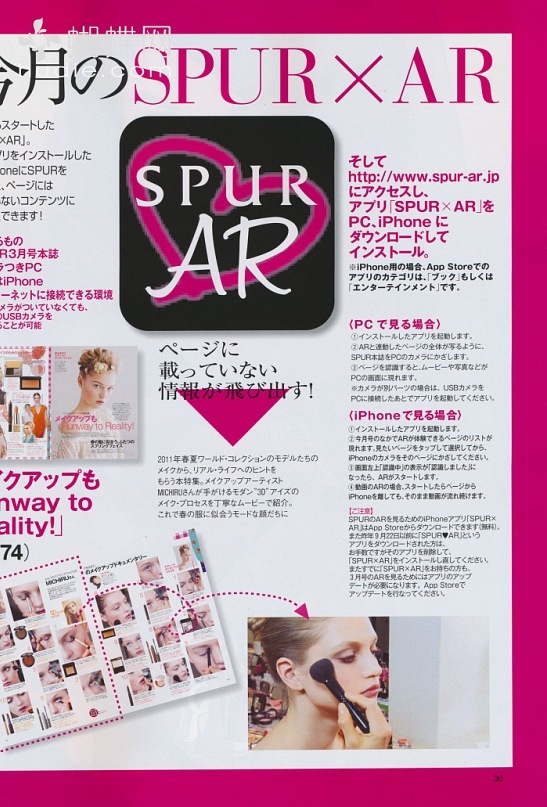 今月のSPUR×AR
スタートした
×AR」。
プリをインストールした
honeにSPURを
、ページには
ないコンテンツに
できます！
るもの
R3月号本誌
ラつきPC
はiPhone
ーネットに接続できる環境
メラがついていなくても、
のUSBカメラを
ることが可能
SPUR
AR
ページに
載っていない
情報が飛び出す！
そして
http://www.spur-ar.jp
にアクセスし、
アプリ「SPUR×AR」を
PC、iPhone に
ダウンロードして
インストール。
※iPhone用の場合、App Storeでの
アプリのカテゴリは、「ブック」もしくは
「エンターテインメント」です。
〈PCで見る場合〉
①インストールしたアプリを起動します。
②ARと連動したページの全体が写るように、
SPUR本誌をPCのカメラにかざします。
③ページを認識すると、ムービーや写真などが
PCの画面に現れます。
※カメラが別パーツの場合は、USBカメラを
PCに接続したあとでアプリを起動してください。
〈iPhoneで見る場合〉
①インストールしたアプリを起動します。
②今月号のなかでARが体験できるページのリストが
現れます。見たいページをタップして選択してから、
iPhoneのカメラをそのページにかざしてください。
③画面左上「認識中」の表示が「認識しました」に
なったら、ARがスタートします。
④動画のARの場合、スタートしたらページから
iPhoneを離しても、そのまま動画が流れ続けます。
【ご注意】
SPURのARを見るためのiPhoneアプリ「SPUR×
AR」はApp Storeからダウンロードできます（無料）。
また昨年9月22日以前に「SPUR♥AR」という
アプリをダウンロードされた方は、
お手数ですがそのアプリを削除して、
「SPUR×AR」をインストールし直してください。
またすでに「SPUR×AR」をお持ちの方も、
3月号のARを見るためにはアプリのアップ
デートが必要になります。App Storeで
アップデートを行なってください。
メイクアップも
Runway to Reality!
イクアップも
nway to
ality!」
74）
2011年春夏ワールド・コレクションのモデルたちの
メイクから、リアル・ライフへのヒントを
もらう本特集。メイクアップアーティスト
MICHIRUさんが手がけるモダン“3D”アイズの
メイク・プロセスを丁寧なムービーで紹介。
これで春の服に似合うモードな顔だちに
MICHIRU
のメイクアップドキュメンタリー
30